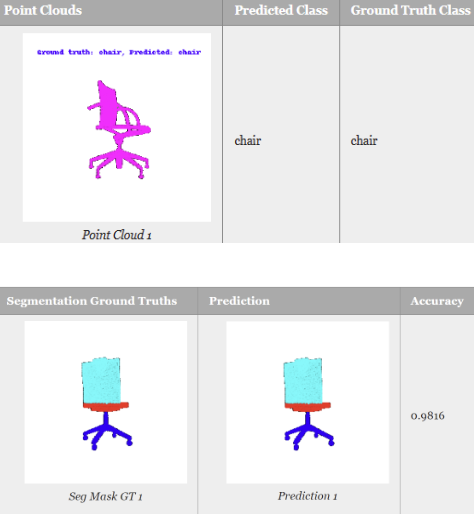 Point Clouds Predicted Class Ground Truth Class
Ground truth: chair, Predicted: chair
chair chair
Point Cloud 1
Segmentation Ground Truths Prediction Accuracy
0.9816
Seg Mask GT 1 Prediction 1